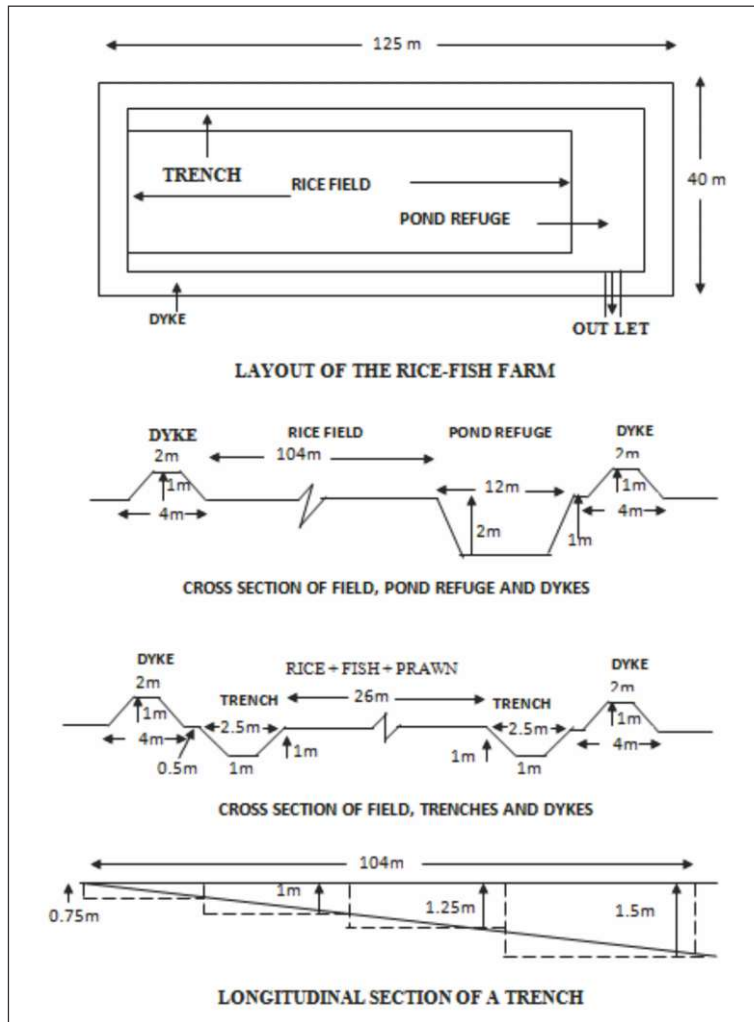 125 m
40 m
TRENCH
RICE FIELD
POND REFUGE
DYKE
OUT LET
LAYOUT OF THE RICE-FISH FARM
DYKE RICE FIELD POND REFUGE DYKE
2m 104m 2m
1m 12m 1m
4m 2m 1m 4m
CROSS SECTION OF FIELD, POND REFUGE AND DYKES
DYKE RICE + FISH + PRAWN DYKE
2m TRENCH 26m TRENCH 2m
1m 2.5m 2.5m 1m
4m 1m 1m 4m
0.5m 1m 1m
CROSS SECTION OF FIELD, TRENCHES AND DYKES
104m
0.75m 1m 1.25m 1.5m
LONGITUDINAL SECTION OF A TRENCH